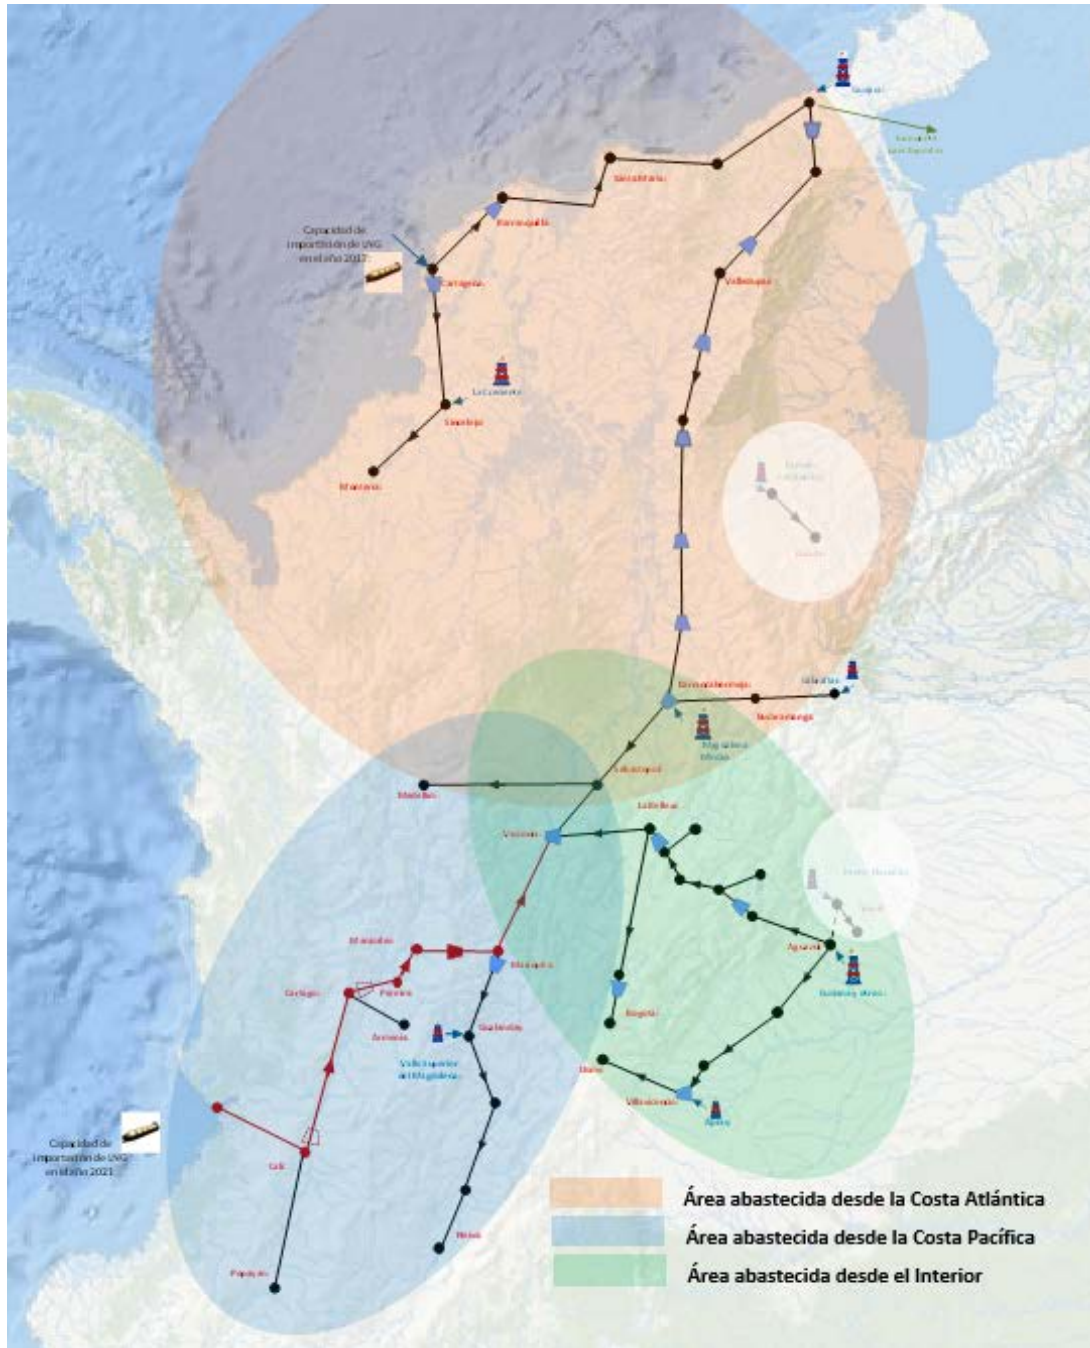 Guajira
Santa Marta
Barranquilla
Capacidad de
importación de LNG
en el año 2017
Cartagena
Valledupar
La Creciente
Sincelejo
Montería
Barrancabermeja
Gibraltar
Bucaramanga
Magdalena
Medio
Sebastopol
Medellín
La Belleza
Vasconia
Manizales
Mariquita
Aguazul
Cartago
Pereira
Armenia
Gualanday
Bogotá
Valle Superior
del Magdalena
Usme
Villavicencio
Apiay
Capacidad de
importación de LNG
en el año 2021
Cali
Neiva
Popayán
Área abastecida desde la Costa Atlántica
Área abastecida desde la Costa Pacífica
Área abastecida desde el Interior